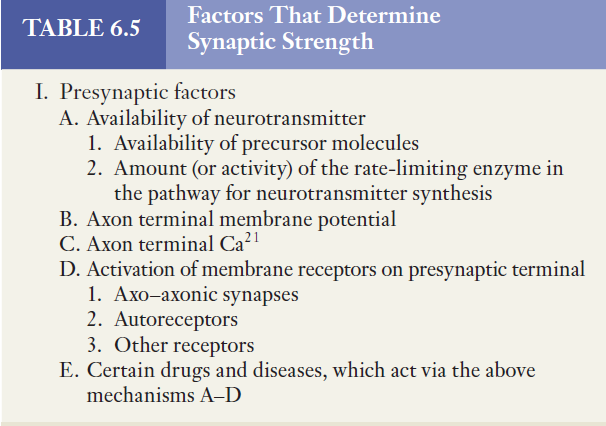 TABLE 6.5
Factors That Determine
Synaptic Strength
I. Presynaptic factors
A. Availability of neurotransmitter
1. Availability of precursor molecules
2. Amount (or activity) of the rate-limiting enzyme in
the pathway for neurotransmitter synthesis
B. Axon terminal membrane potential
C. Axon terminal Ca²¹
D. Activation of membrane receptors on presynaptic terminal
1. Axo–axonic synapses
2. Autoreceptors
3. Other receptors
E. Certain drugs and diseases, which act via the above
mechanisms A–D